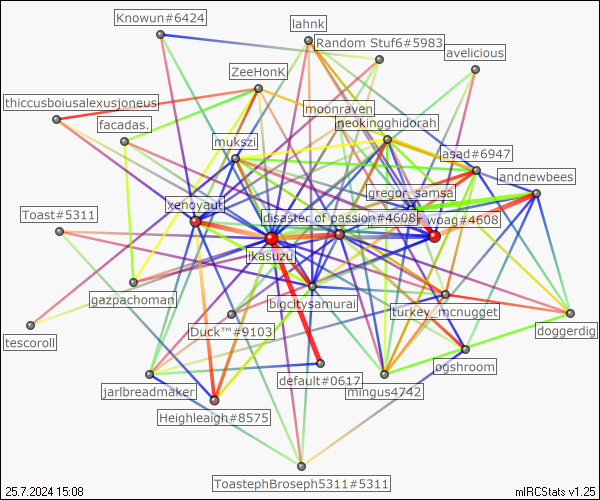 Knowun#6424
lahnk
Random Stuf6#5983
avelicious
ZeeHonK
thiccusboiusalexusjoneus
moonraven
neokingghidorah
facadas.
mukszi
asad#6947
andnewbees
gregor_samsa
xenoyaut
Toast#5311
disaster of passion#4608
woag#4608
ikasuzu
gazpachoman
bigcitysamurai
turkey_mcnugget
doggerdig
Duck™#9103
tescoroll
ogshroom
default#0617
jarlbreadmaker
mingus4742
Heighleaigh#8575
ToastephBroseph5311#5311
25.7.2024 15:08
mIRCStats v1.25